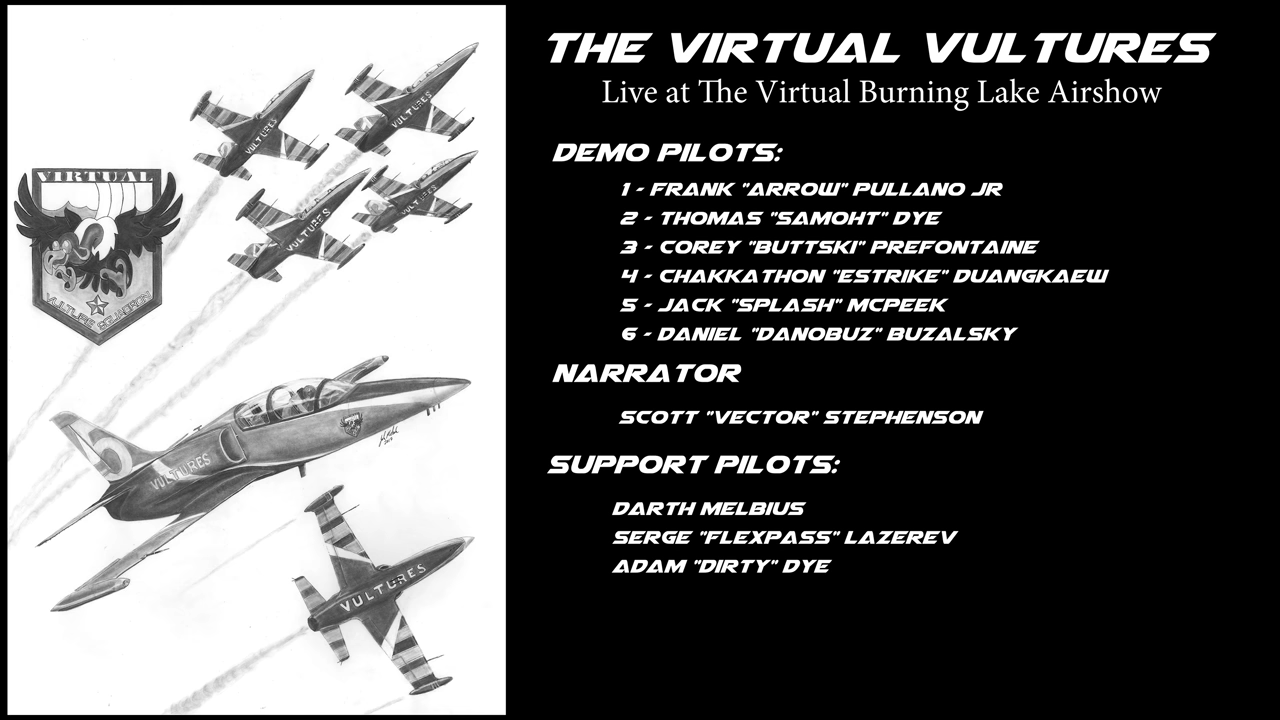 THE VIRTUAL VULTURES
Live at The Virtual Burning Lake Airshow
DEMO PILOTS:
1 - FRANK "ARROW" PULLANO JR
2 - THOMAS "SAMOHT" DYE
3 - COREY "BUTTSKI" PREFONTAINE
4 - CHAKKATHON "ESTRIKE" DUANGKAEW
5 - JACK "SPLASH" MCPEEK
6 - DANIEL "DANOBUZ" BUZALSKY
NARRATOR
SCOTT "VECTOR" STEPHENSON
SUPPORT PILOTS:
DARTH MELBIUS
SERGE "FLEXPASS" LAZEREV
ADAM "DIRTY" DYE
VIRTUAL
VULTURE SQUADRON
VULTURES
VULTURES
VULTURES
VULTURES
VULTURES
VULTURES